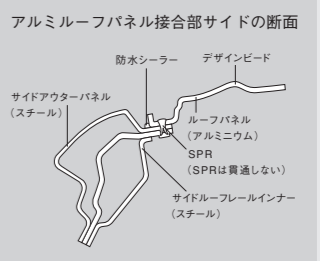 アルミルーフパネル接合部サイドの断面
防水シーラー
デザインビード
サイドアウターパネル
（スチール）
ルーフパネル
（アルミニウム）
SPR
（SPRは貫通しない）
サイドルーフレールインナー
（スチール）